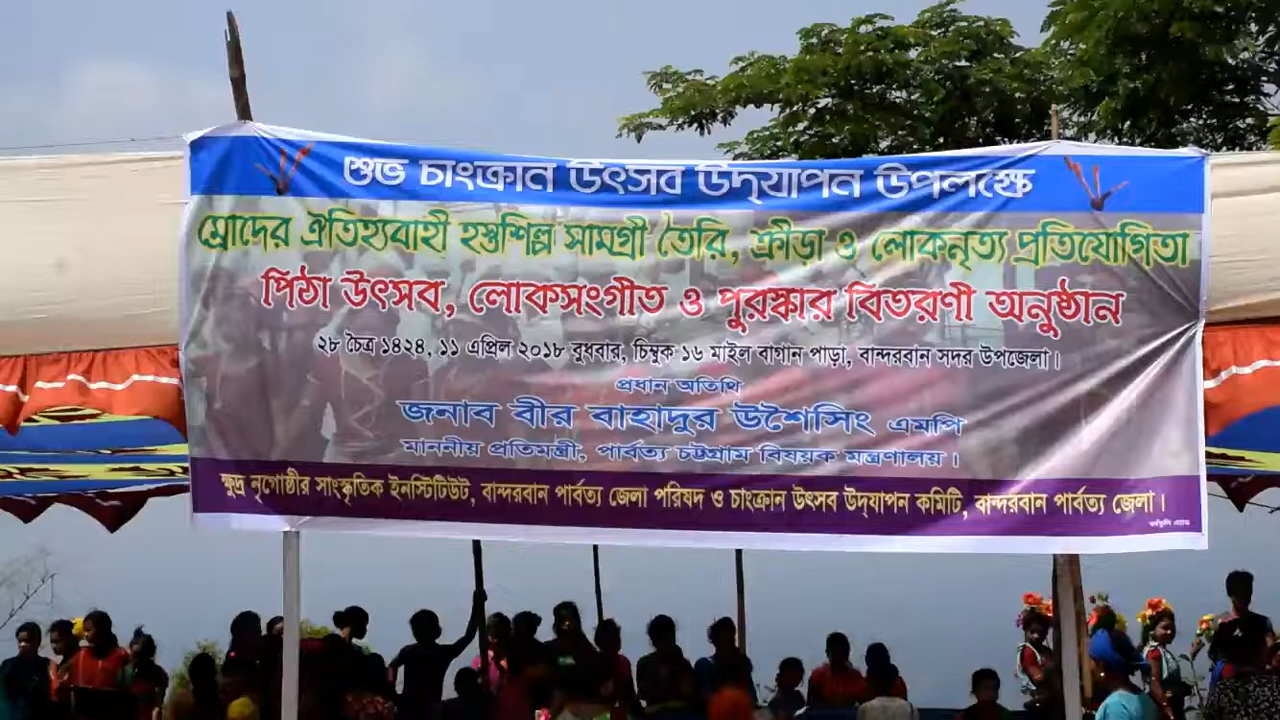 শুভ চাংক্রান উৎসব উদ্‌যাপন উপলক্ষে
ম্রোদের ঐতিহ্যবাহী হস্তশিল্প সামগ্রী তৈরি, ক্রীড়া ও লোকনৃত্য প্রতিযোগিতা
পিঠা উৎসব, লোকসংগীত ও পুরস্কার বিতরণী অনুষ্ঠান
২৮ চৈত্র ১৪২৪, ১১ এপ্রিল ২০১৮ বুধবার, চিম্বুক ১৬ মাইল বাগান পাড়া, বান্দরবান সদর উপজেলা।
প্রধান অতিথি
জনাব বীর বাহাদুর উশৈসিং এমপি
মাননীয় প্রতিমন্ত্রী, পার্বত্য চট্টগ্রাম বিষয়ক মন্ত্রণালয়।
ক্ষুদ্র নৃগোষ্ঠীর সাংস্কৃতিক ইনস্টিটিউট, বান্দরবান পার্বত্য জেলা পরিষদ ও চাংক্রান উৎসব উদ্‌যাপন কমিটি, বান্দরবান পার্বত্য জেলা।